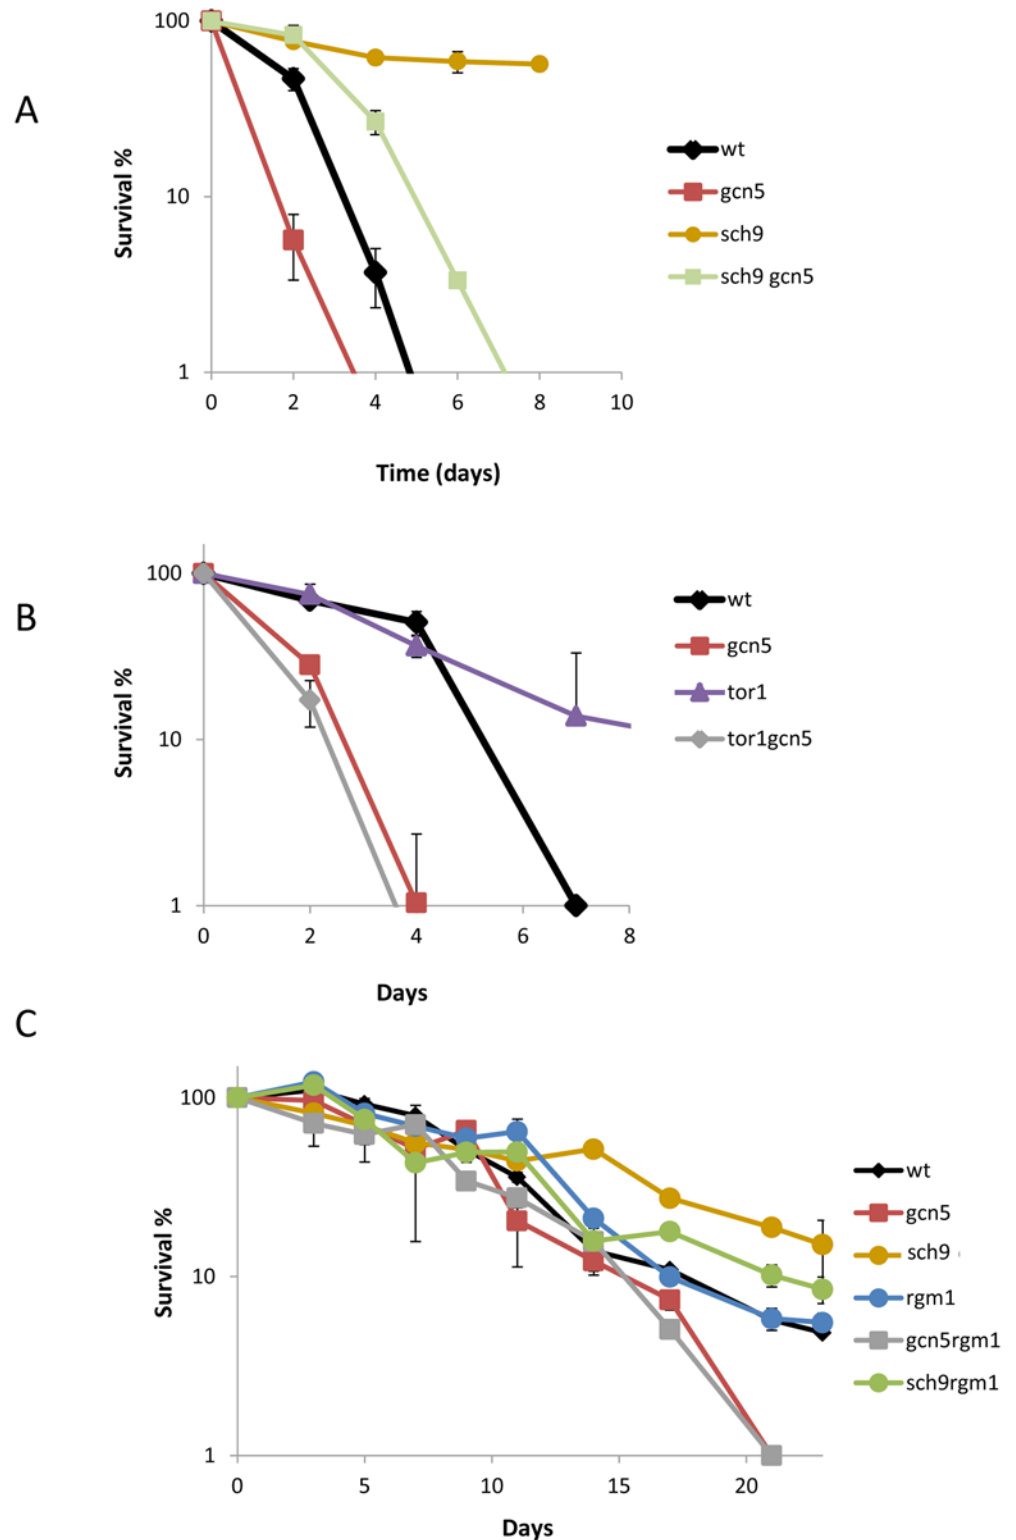 A
Survival %
100
10
1
0 2 4 6 8 10
Time (days)
wt
gcn5
sch9
sch9 gcn5
B
Survival %
100
10
1
0 2 4 6 8
Days
wt
gcn5
tor1
tor1gcn5
C
Survival %
100
10
1
0 5 10 15 20
Days
wt
gcn5
sch9
rgm1
gcn5rgm1
sch9rgm1